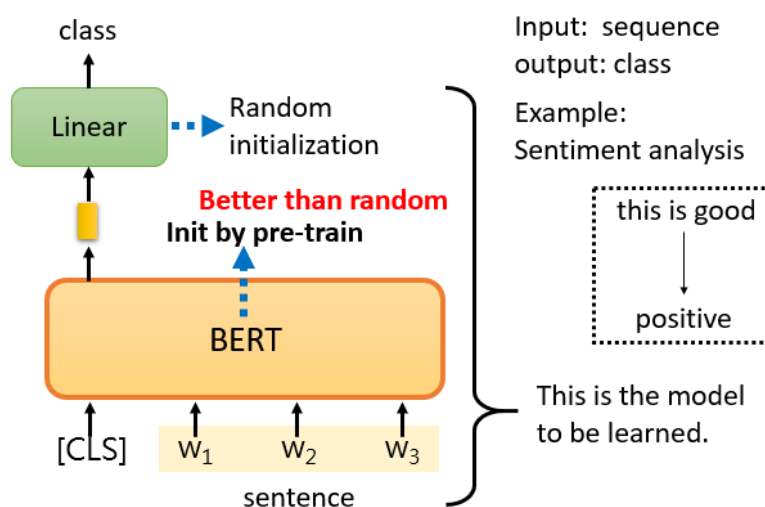 class
Linear
Random
initialization
Better than random
Init by pre-train
BERT
[CLS]
w1
w2
w3
sentence
Input: sequence
output: class
Example:
Sentiment analysis
this is good
positive
This is the model
to be learned.